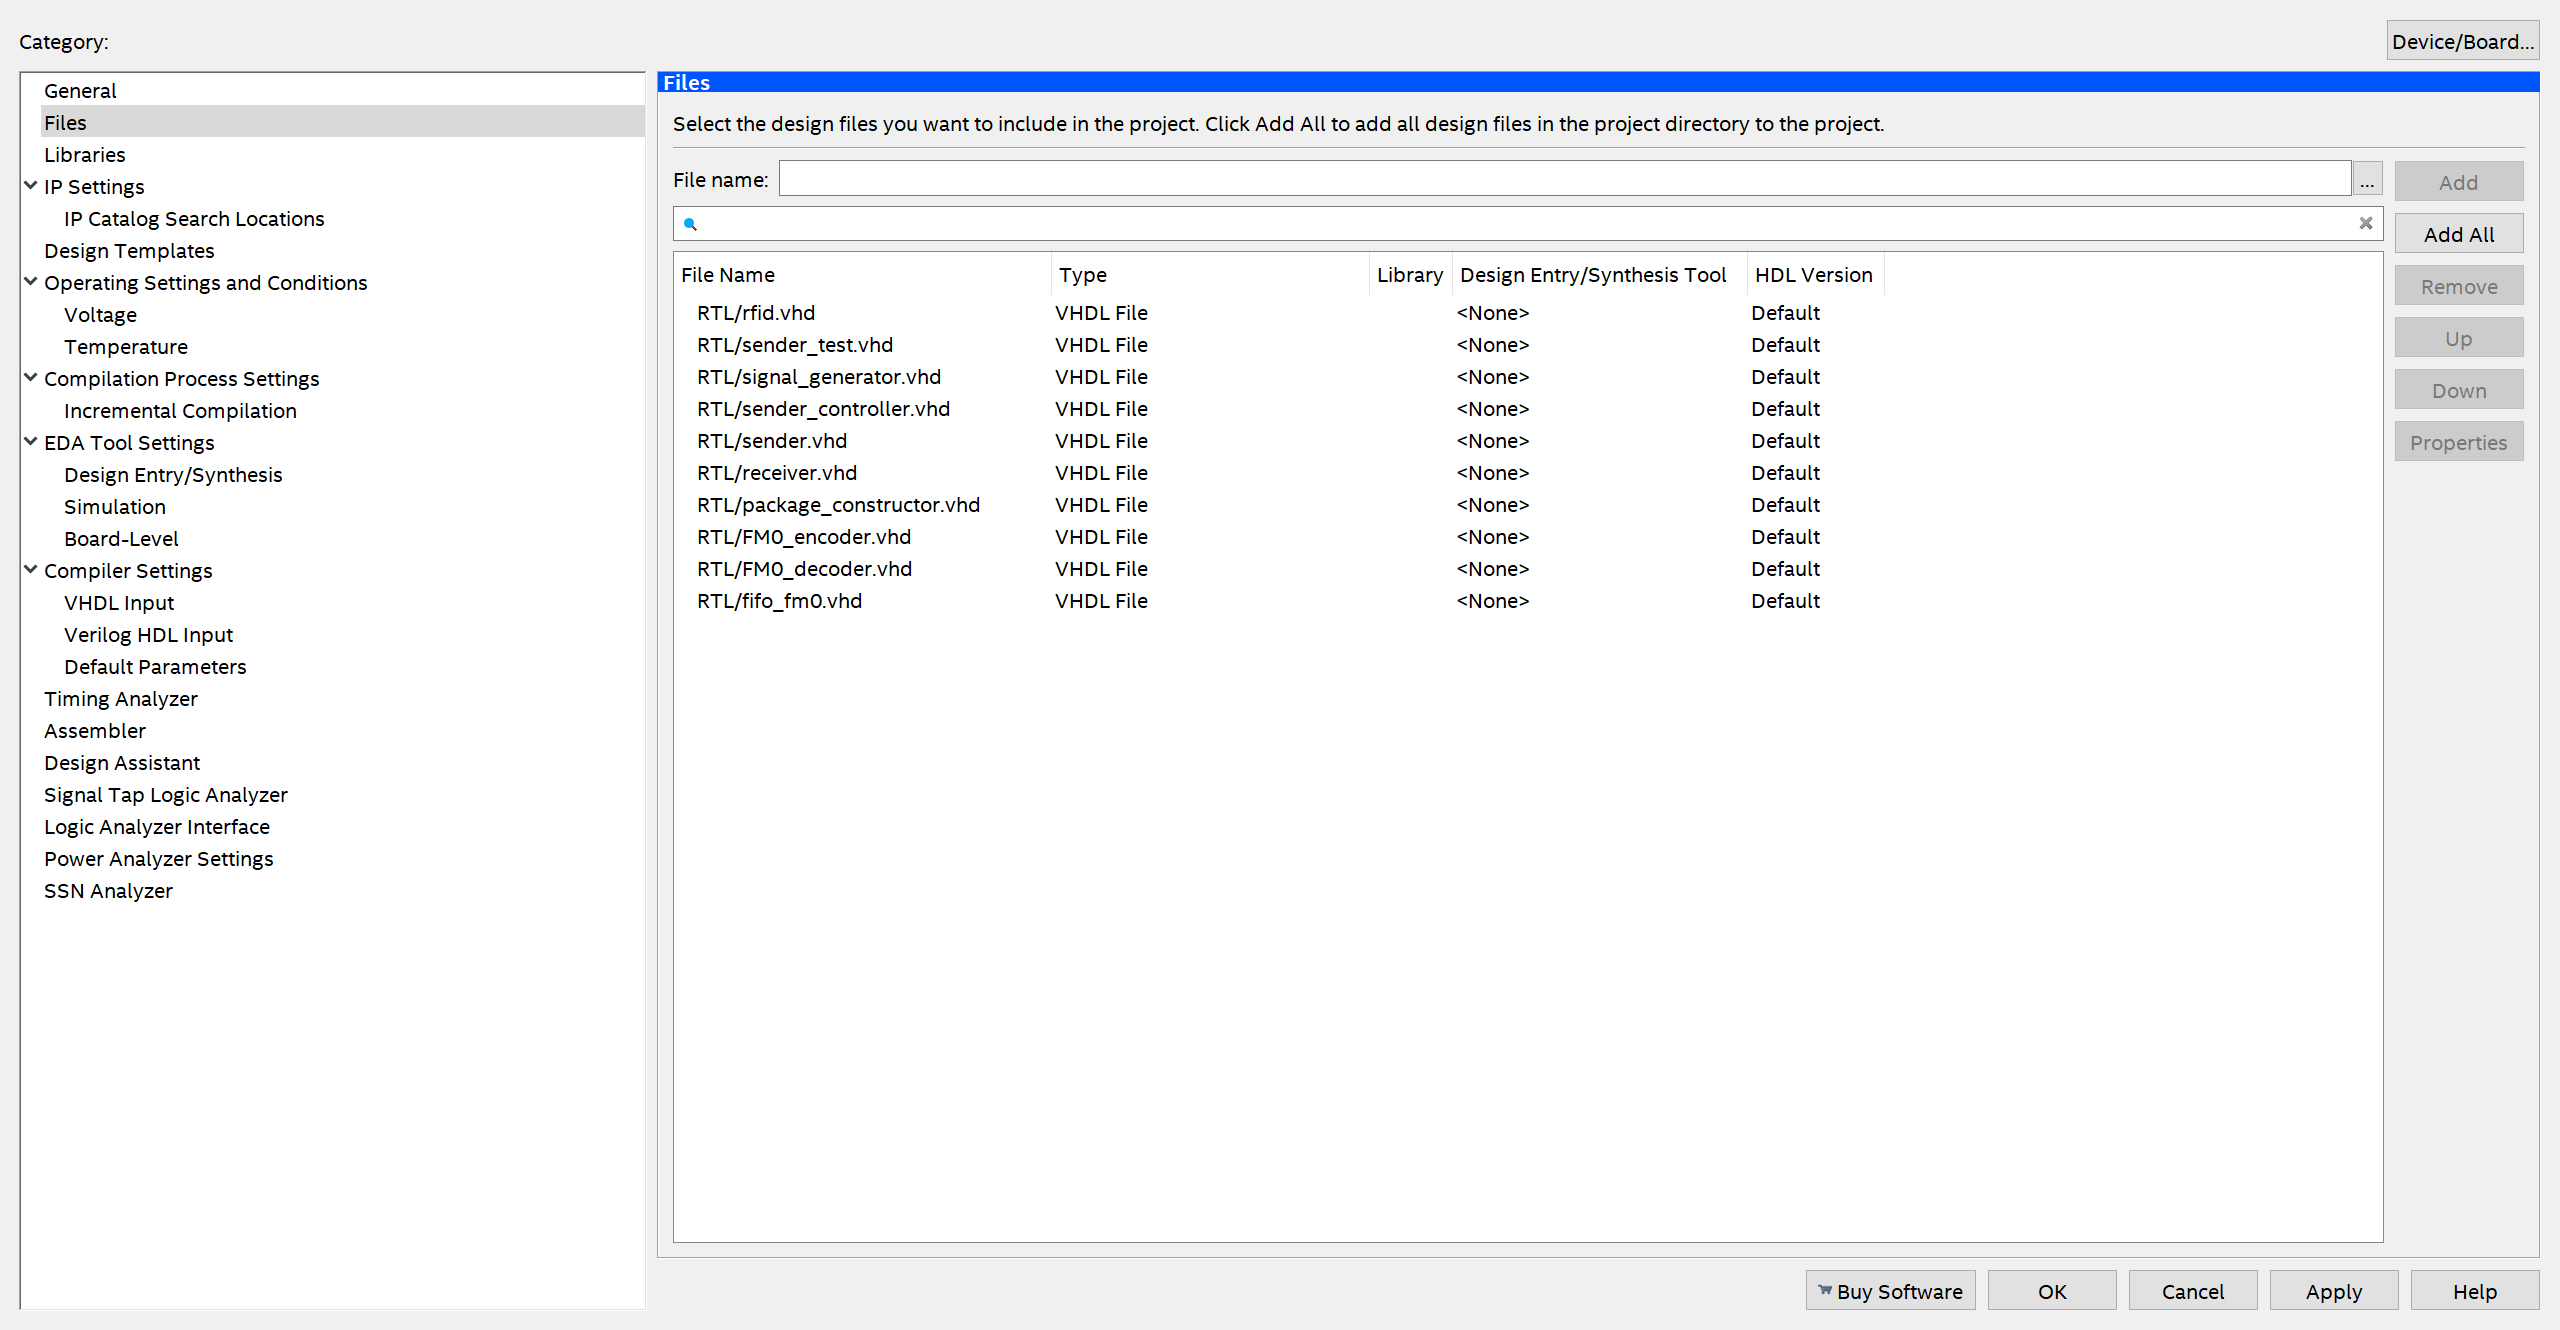 Category:
Device/Board...
General
Files
Libraries
IP Settings
IP Catalog Search Locations
Design Templates
Operating Settings and Conditions
Voltage
Temperature
Compilation Process Settings
Incremental Compilation
EDA Tool Settings
Design Entry/Synthesis
Simulation
Board-Level
Compiler Settings
VHDL Input
Verilog HDL Input
Default Parameters
Timing Analyzer
Assembler
Design Assistant
Signal Tap Logic Analyzer
Logic Analyzer Interface
Power Analyzer Settings
SSN Analyzer
Files
Select the design files you want to include in the project. Click Add All to add all design files in the project directory to the project.
File name: ... Add
Add All
Remove
Up
Down
Properties
File Name Type Library Design Entry/Synthesis Tool HDL Version
RTL/rfid.vhd VHDL File <None> Default
RTL/sender_test.vhd VHDL File <None> Default
RTL/signal_generator.vhd VHDL File <None> Default
RTL/sender_controller.vhd VHDL File <None> Default
RTL/sender.vhd VHDL File <None> Default
RTL/receiver.vhd VHDL File <None> Default
RTL/package_constructor.vhd VHDL File <None> Default
RTL/FM0_encoder.vhd VHDL File <None> Default
RTL/FM0_decoder.vhd VHDL File <None> Default
RTL/fifo_fm0.vhd VHDL File <None> Default
Buy Software OK Cancel Apply Help